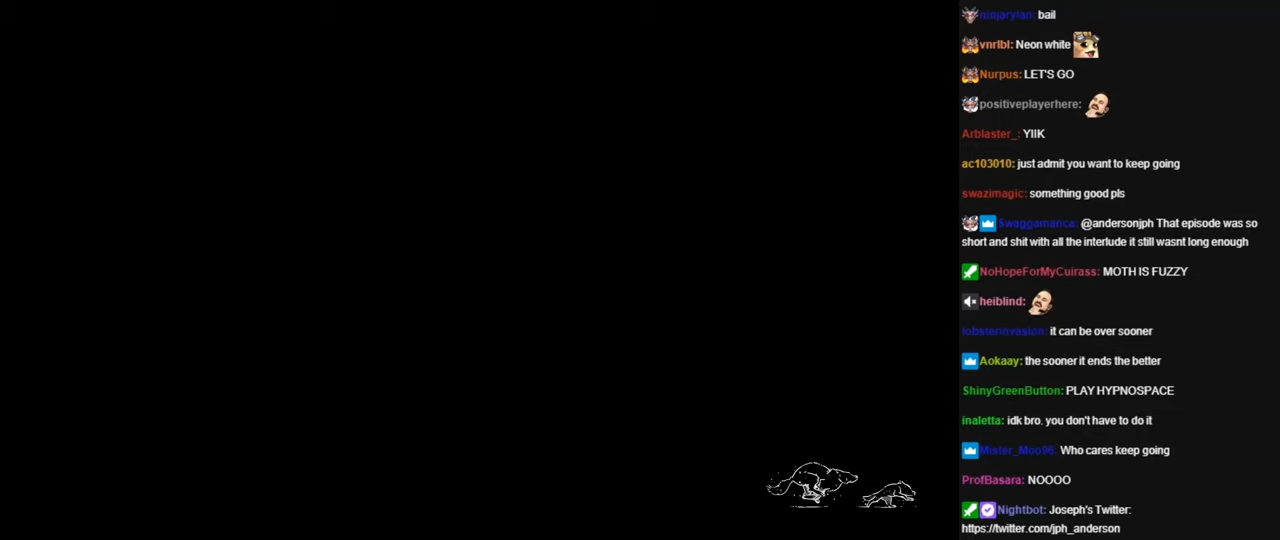 ninjarylan: bail
vnrlbl: Neon white
Nurpus: LET'S GO
positiveplayerhere:
Arblaster_: YIIK
ac103010: just admit you want to keep going
swazimagic: something good pls
Swaggamanca: @andersonjph That episode was so
short and shit with all the interlude it still wasnt long enough
NoHopeForMyCuirass: MOTH IS FUZZY
heiblind:
lobsterinvasion: it can be over sooner
Aokaay: the sooner it ends the better
ShinyGreenButton: PLAY HYPNOSPACE
inaletta: idk bro. you don't have to do it
Mister_Moo96: Who cares keep going
ProfBasara: NOOOO
Nightbot: Joseph's Twitter:
https://twitter.com/jph_anderson